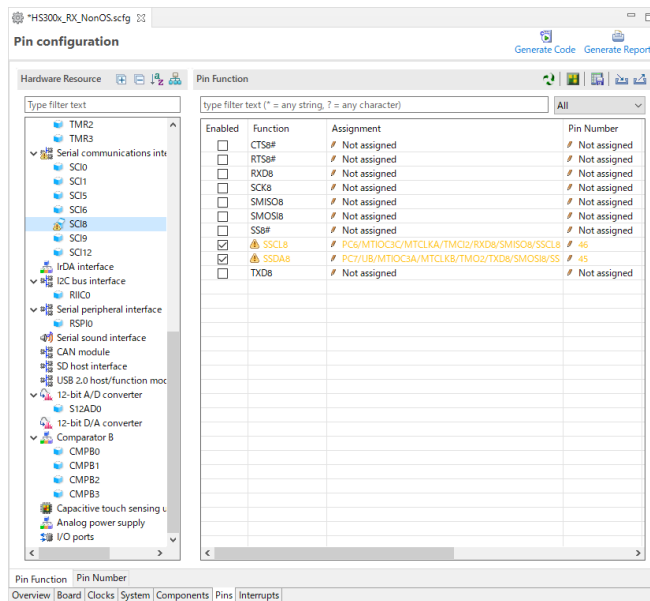 *HS300x_RX_NonOS.scfg
Pin configuration
Generate Code Generate Report
Hardware Resource
Type filter text
TMR2
TMR3
Serial communications inte
SCI0
SCI1
SCI5
SCI6
SCI8
SCI9
SCI12
IrDA interface
I2C bus interface
RIIC0
Serial peripheral interface
RSPI0
Serial sound interface
CAN module
SD host interface
USB 2.0 host/function moc
12-bit A/D converter
S12AD0
12-bit D/A converter
Comparator B
CMPB0
CMPB1
CMPB2
CMPB3
Capacitive touch sensing u
Analog power supply
I/O ports
Pin Function
type filter text (* = any string, ? = any character) All
Enabled Function Assignment Pin Number
CTS8# Not assigned Not assigned
RTS8# Not assigned Not assigned
RXD8 Not assigned Not assigned
SCK8 Not assigned Not assigned
SMISO8 Not assigned Not assigned
SMOSI8 Not assigned Not assigned
SS8# Not assigned Not assigned
SSCL8 PC6/MTIOC3C/MTCLKA/TMCI2/RXD8/SMISO8/SSCL8 46
SSDA8 PC7/UB/MTIOC3A/MTCLKB/TMO2/TXD8/SMOSI8/SS 45
TXD8 Not assigned Not assigned
Pin Function Pin Number
Overview Board Clocks System Components Pins Interrupts